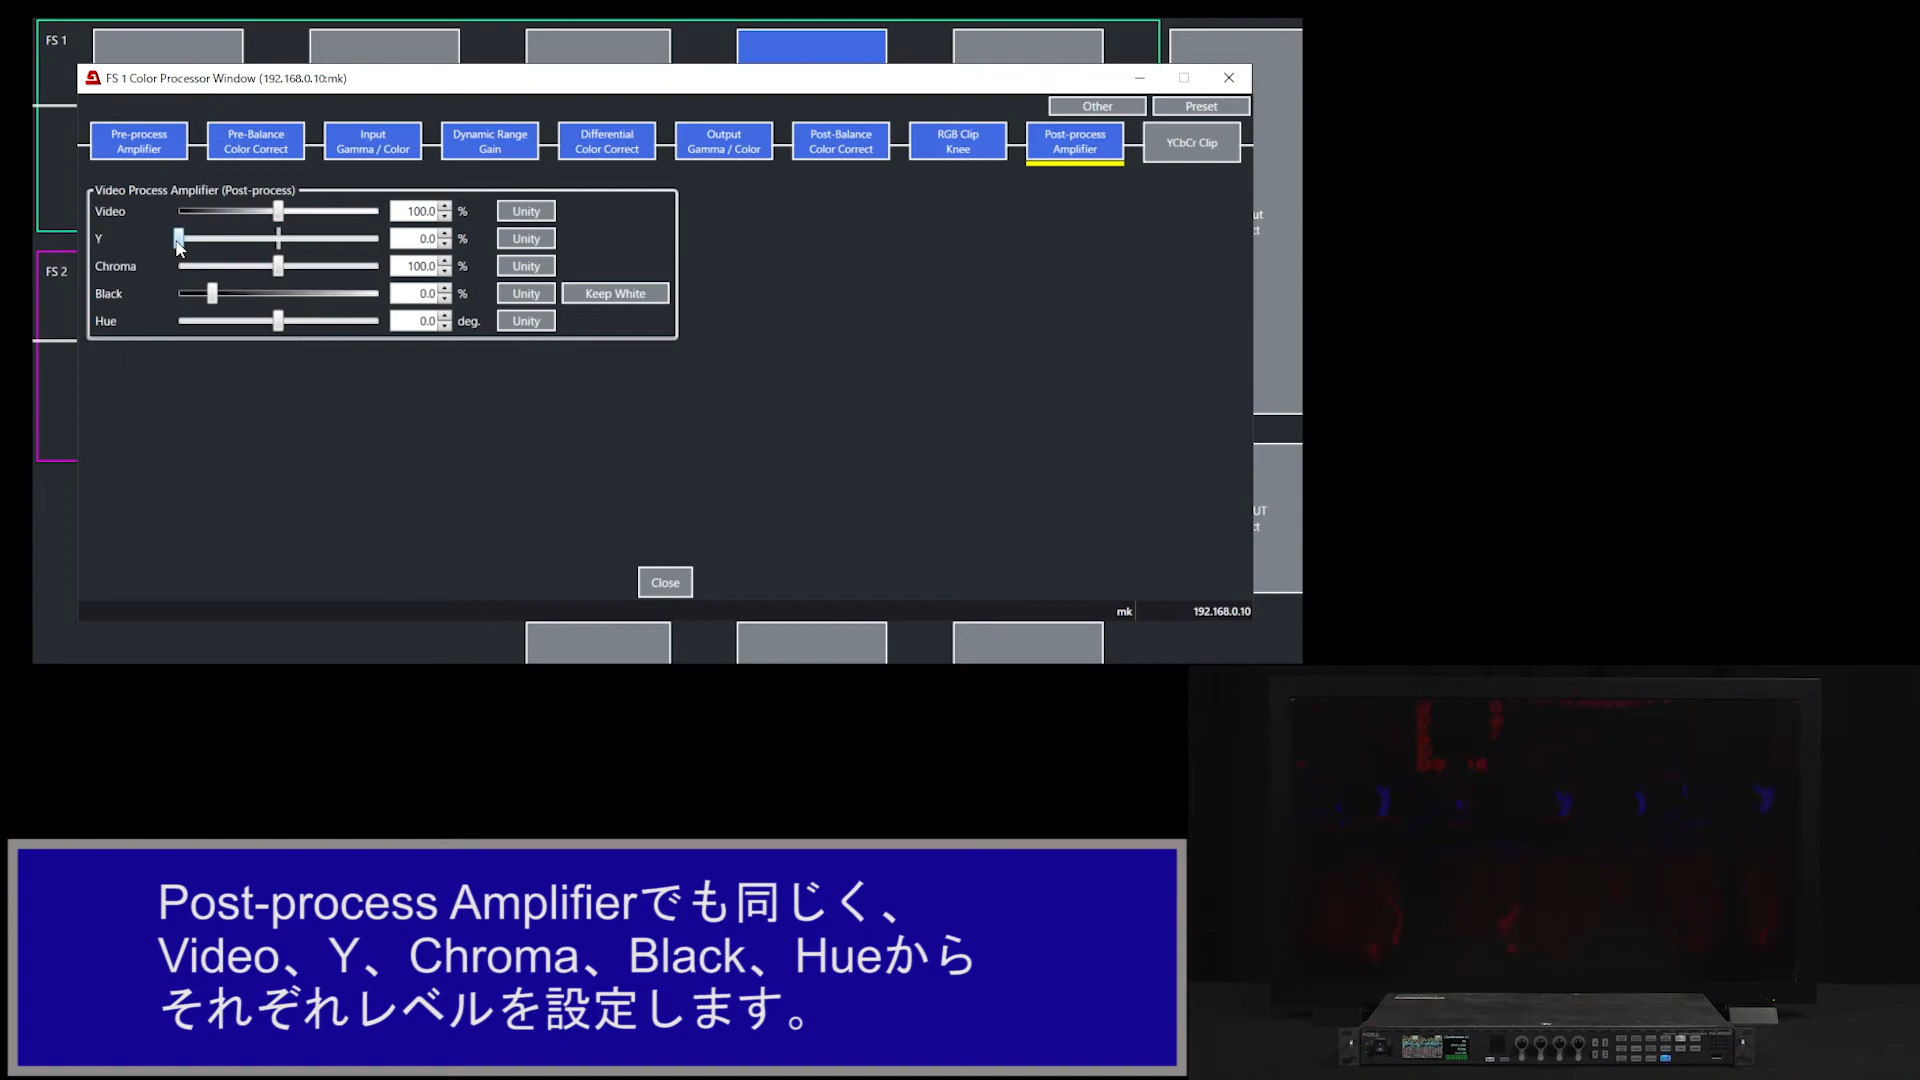 FS 1
FS 1 Color Processor Window (192.168.0.10:mk)
Other
Preset
Pre-process
Amplifier
Pre-Balance
Color Correct
Input
Gamma / Color
Dynamic Range
Gain
Differential
Color Correct
Output
Gamma / Color
Post-Balance
Color Correct
RGB Clip
Knee
Post-process
Amplifier
YCbCr Clip
Video Process Amplifier (Post-process)
Video 100.0 % Unity
Y 0.0 % Unity
Chroma 100.0 % Unity
Black 0.0 % Unity Keep White
Hue 0.0 deg. Unity
FS 2
ut
ct
UT
ct
Close
mk 192.168.0.10
Post-process Amplifierでも同じく、
Video、Y、Chroma、Black、Hueから
それぞれレベルを設定します。